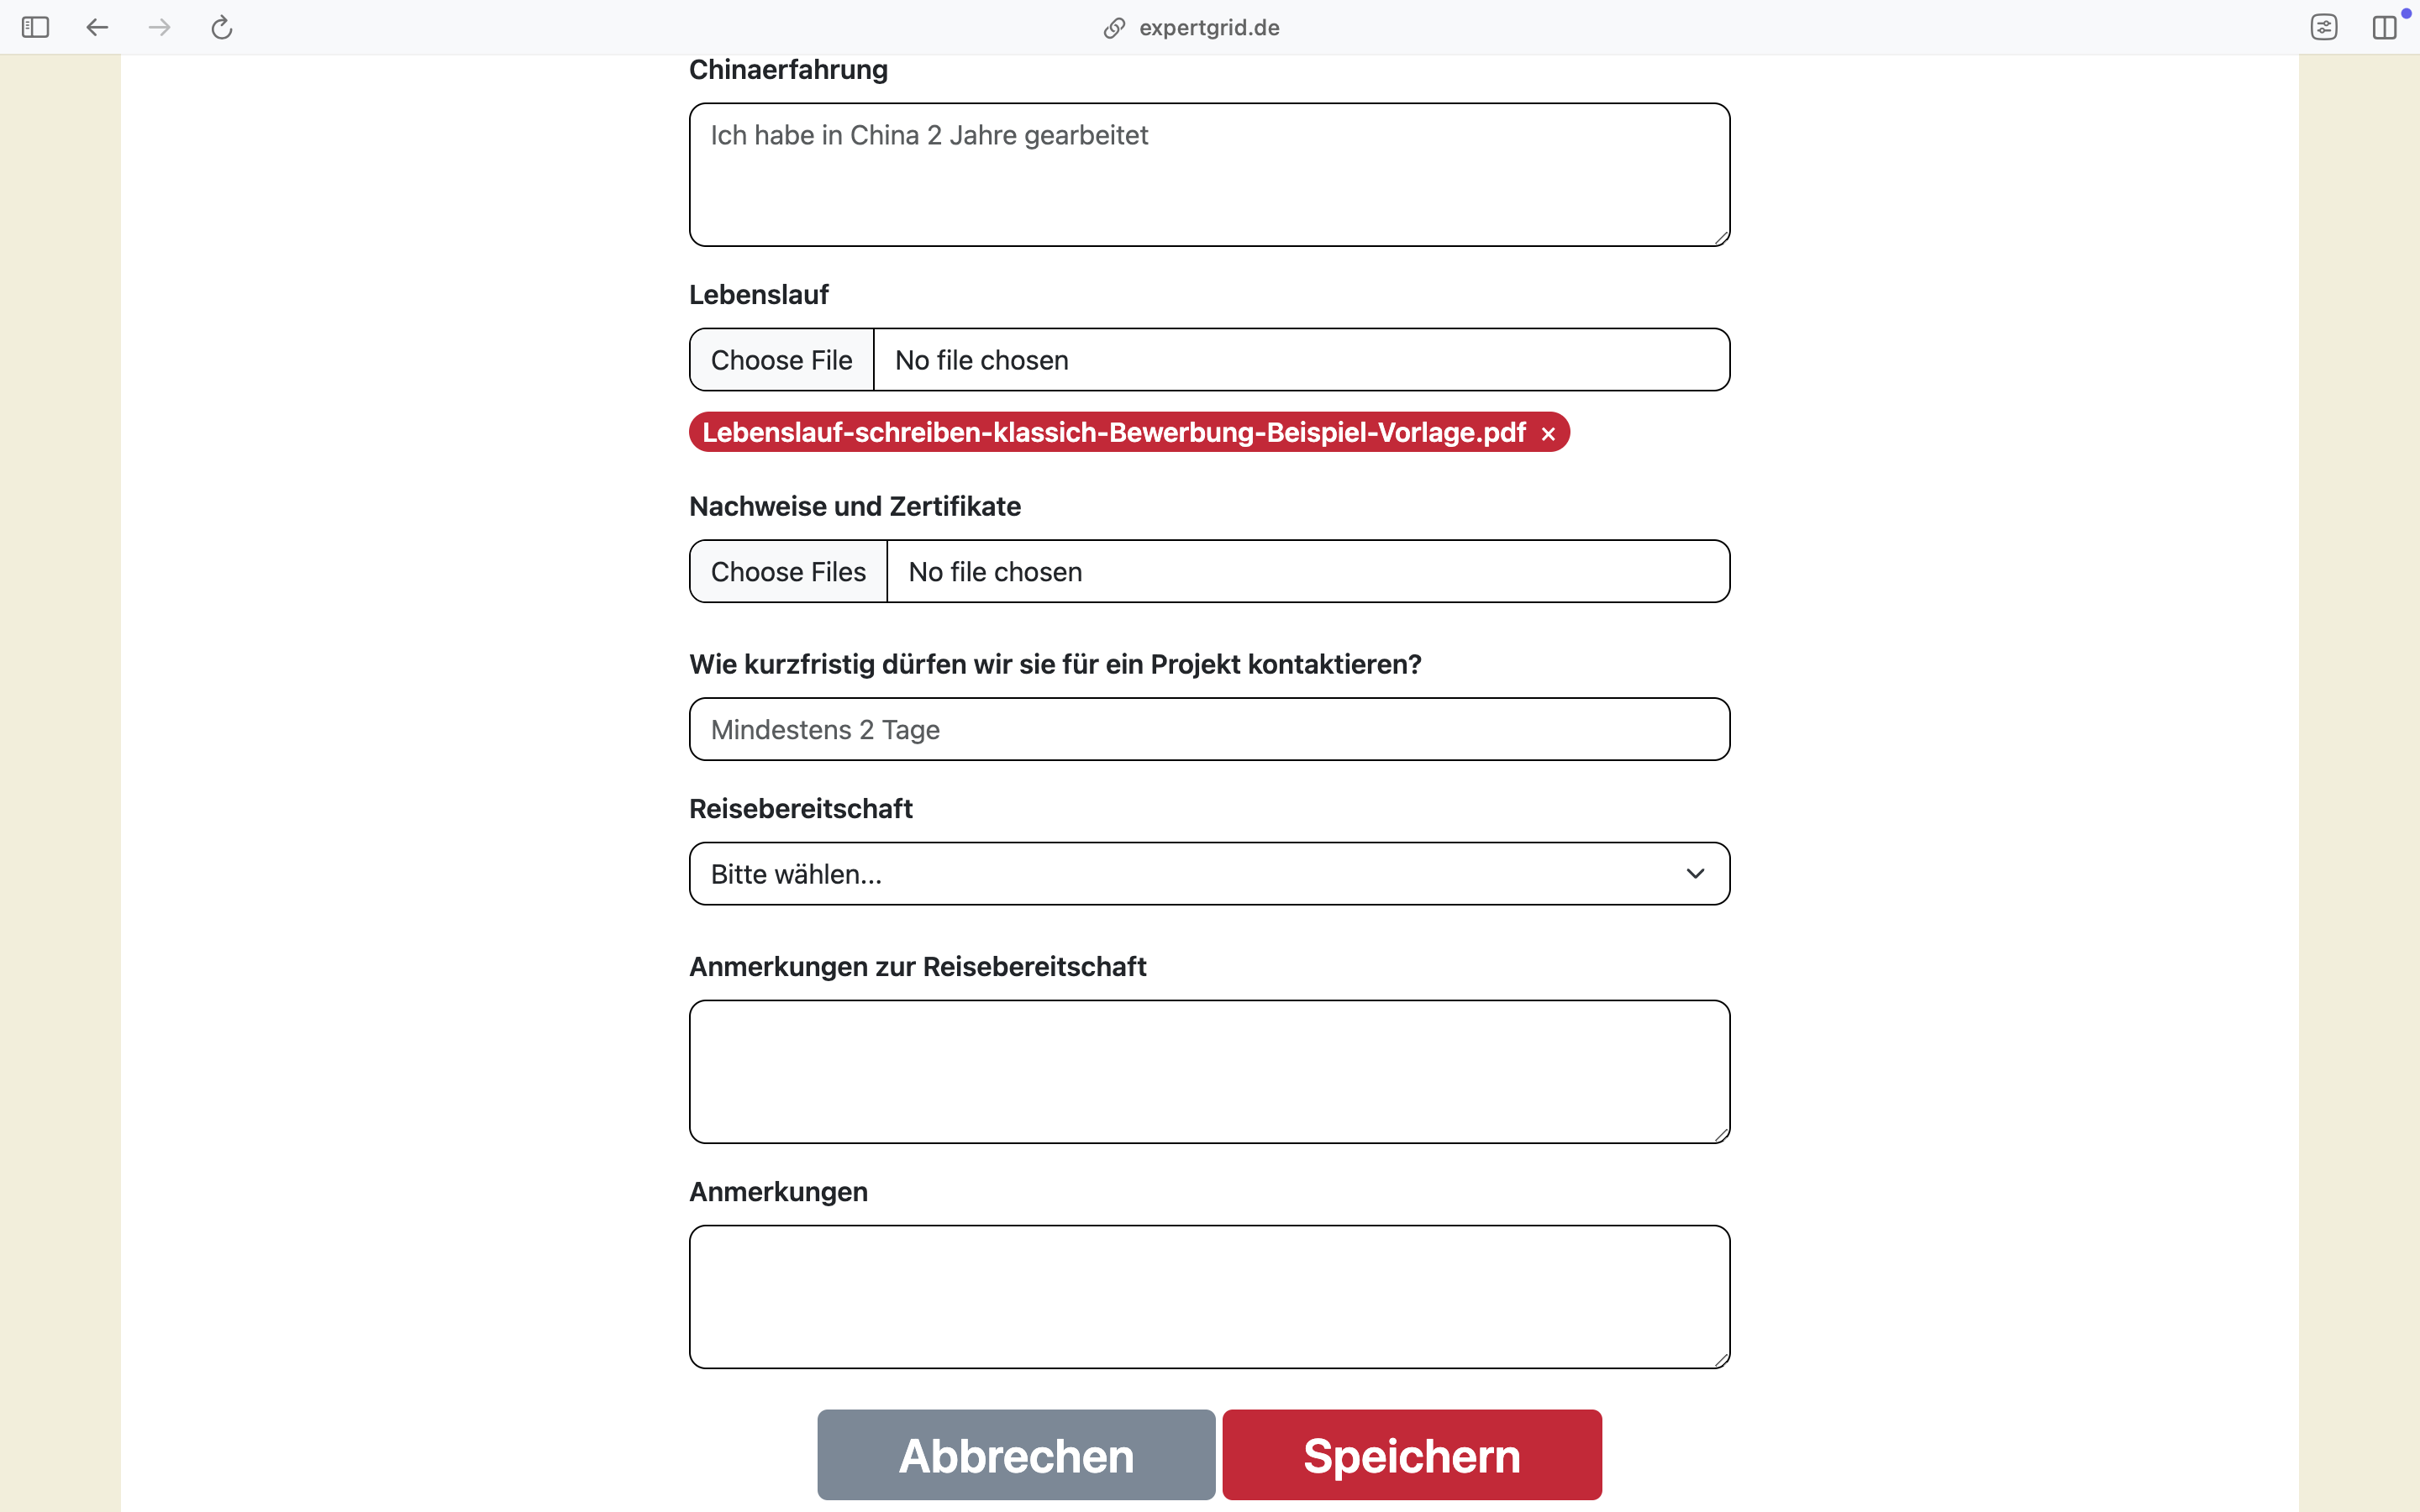 expertgrid.de
Chinaerfahrung
Ich habe in China 2 Jahre gearbeitet
Lebenslauf
Choose File No file chosen
Lebenslauf-schreiben-klassich-Bewerbung-Beispiel-Vorlage.pdf ×
Nachweise und Zertifikate
Choose Files No file chosen
Wie kurzfristig dürfen wir sie für ein Projekt kontaktieren?
Mindestens 2 Tage
Reisebereitschaft
Bitte wählen...
Anmerkungen zur Reisebereitschaft
Anmerkungen
Abbrechen Speichern